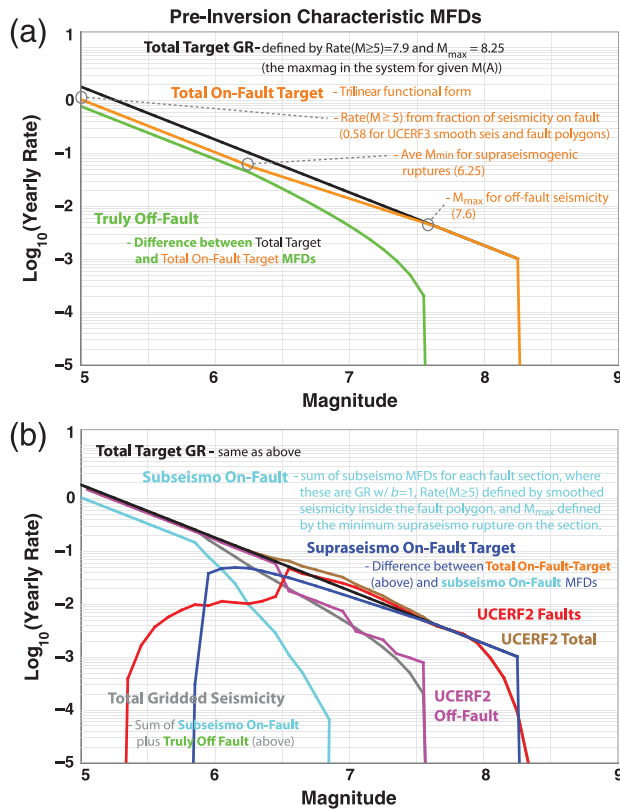 Pre-Inversion Characteristic MFDs
(a)
Total Target GR - defined by Rate(M≥5)=7.9 and Mmax = 8.25
(the maxmag in the system for given M(A))
Total On-Fault Target - Trilinear functional form
- Rate(M ≥ 5) from fraction of seismicity on fault
(0.58 for UCERF3 smooth seis and fault polygons)
- Ave Mmin for supraseismogenic
ruptures (6.25)
- Mmax for off-fault seismicity
(7.6)
Truly Off-Fault
- Difference between Total Target
and Total On-Fault Target MFDs
Log10(Yearly Rate)
1
0
−1
−2
−3
−4
−5
5 6 7 8 9
Magnitude
(b)
Total Target GR - same as above
Subseismo On-Fault - sum of subseismo MFDs for each fault section, where
these are GR w/ b=1, Rate(M≥5) defined by smoothed
seismicity inside the fault polygon, and Mmax defined
by the minimum supraseismo rupture on the section.
Supraseismo On-Fault Target
- Difference between Total On-Fault-Target
(above) and subseismo On-Fault MFDs
UCERF2 Faults
UCERF2 Total
UCERF2
Off-Fault
Total Gridded Seismicity
- Sum of Subseismo On-Fault
plus Truly Off Fault (above)
Log10(Yearly Rate)
1
0
−1
−2
−3
−4
−5
5 6 7 8 9
Magnitude